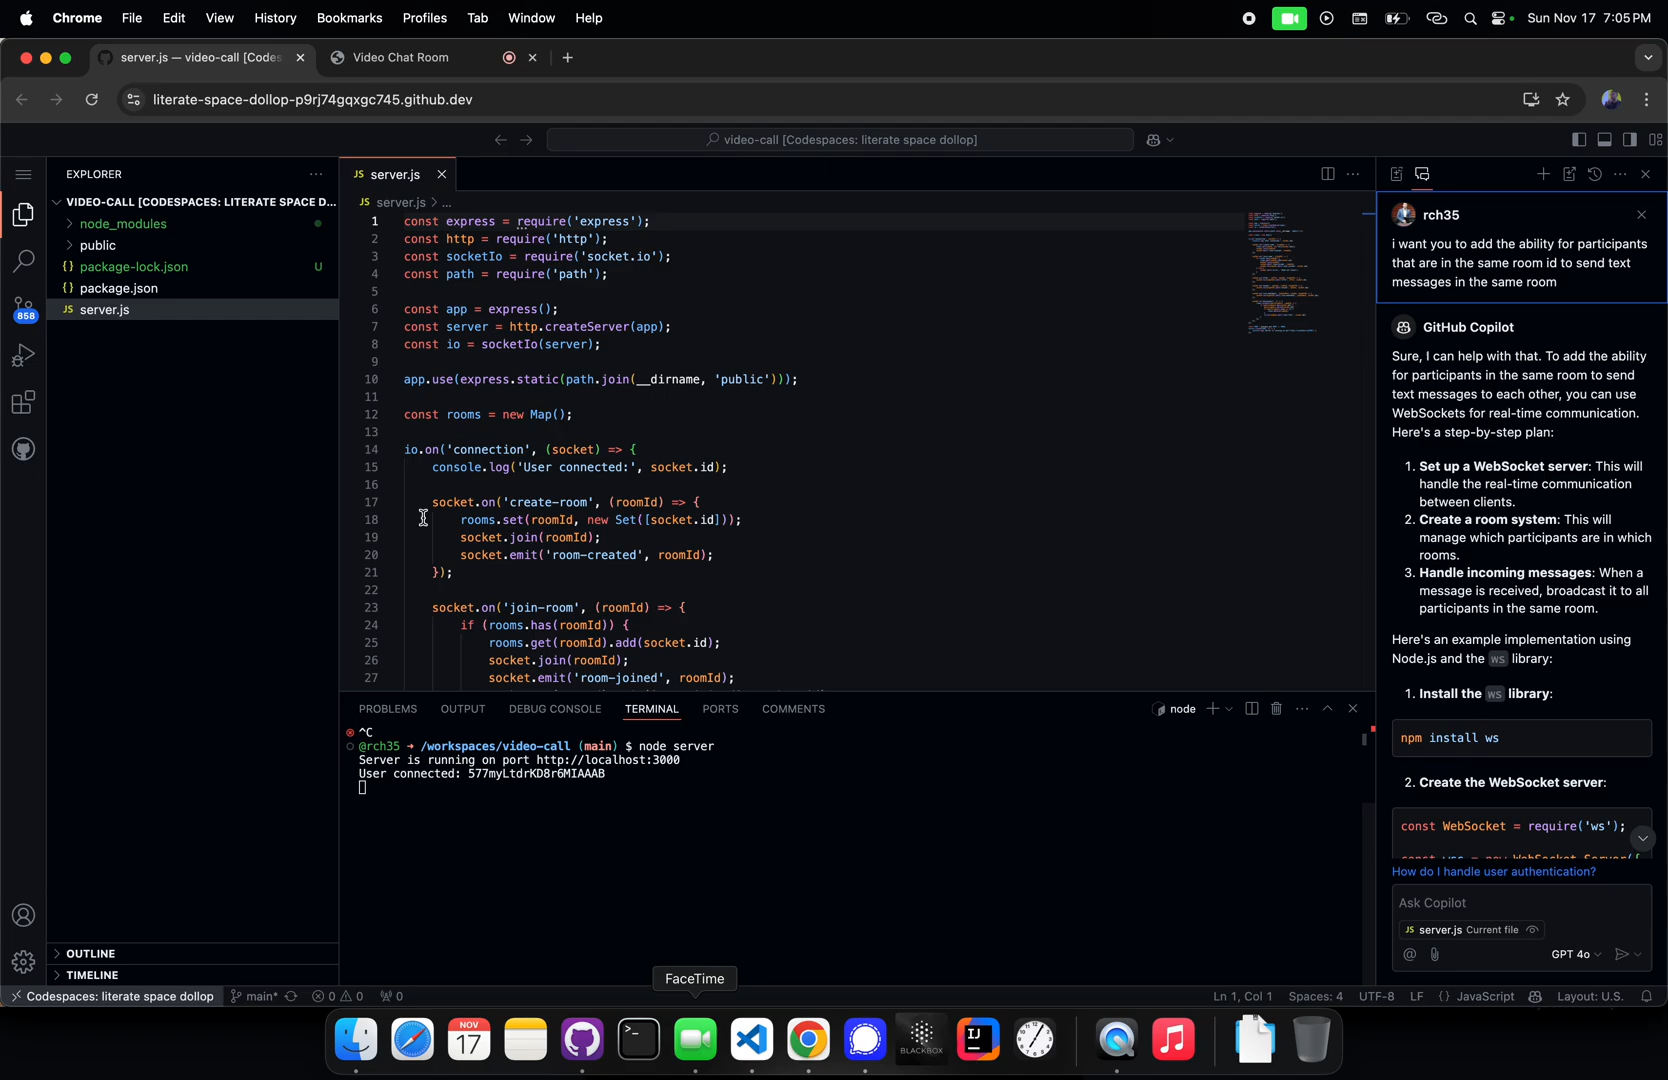 Chrome File Edit View History Bookmarks Profiles Tab Window Help Sun Nov 17 7:05 PM
server.js — video-call [Codes Video Chat Room
literate-space-dollop-p9rj74gqxgc745.github.dev
video-call [Codespaces: literate space dollop]
EXPLORER
VIDEO-CALL [CODESPACES: LITERATE SPACE D...
node_modules
public
{} package-lock.json U
{} package.json
JS server.js
858
OUTLINE
TIMELINE
JS server.js
JS server.js > ...
1 const express = require('express');
2 const http = require('http');
3 const socketIo = require('socket.io');
4 const path = require('path');
5
6 const app = express();
7 const server = http.createServer(app);
8 const io = socketIo(server);
9
10 app.use(express.static(path.join(__dirname, 'public')));
11
12 const rooms = new Map();
13
14 io.on('connection', (socket) => {
15 console.log('User connected:', socket.id);
16
17 socket.on('create-room', (roomId) => {
18 rooms.set(roomId, new Set([socket.id]));
19 socket.join(roomId);
20 socket.emit('room-created', roomId);
21 });
22
23 socket.on('join-room', (roomId) => {
24 if (rooms.has(roomId)) {
25 rooms.get(roomId).add(socket.id);
26 socket.join(roomId);
27 socket.emit('room-joined', roomId);
PROBLEMS OUTPUT DEBUG CONSOLE TERMINAL PORTS COMMENTS node
^C
@rch35 → /workspaces/video-call (main) $ node server
Server is running on port http://localhost:3000
User connected: 577myLtdrKD8r6MIAAAB
rch35
i want you to add the ability for participants
that are in the same room id to send text
messages in the same room
GitHub Copilot
Sure, I can help with that. To add the ability
for participants in the same room to send
text messages to each other, you can use
WebSockets for real-time communication.
Here's a step-by-step plan:
1. Set up a WebSocket server: This will
handle the real-time communication
between clients.
2. Create a room system: This will
manage which participants are in which
rooms.
3. Handle incoming messages: When a
message is received, broadcast it to all
participants in the same room.
Here's an example implementation using
Node.js and the ws library:
1. Install the ws library:
npm install ws
2. Create the WebSocket server:
const WebSocket = require('ws');
How do I handle user authentication?
Ask Copilot
JS server.js Current file
GPT 4o
FaceTime
Codespaces: literate space dollop main* 0 0 0 Ln 1, Col 1 Spaces: 4 UTF-8 LF {} JavaScript Layout: U.S.
NOV
17
>_
BLACKBOX
IJ